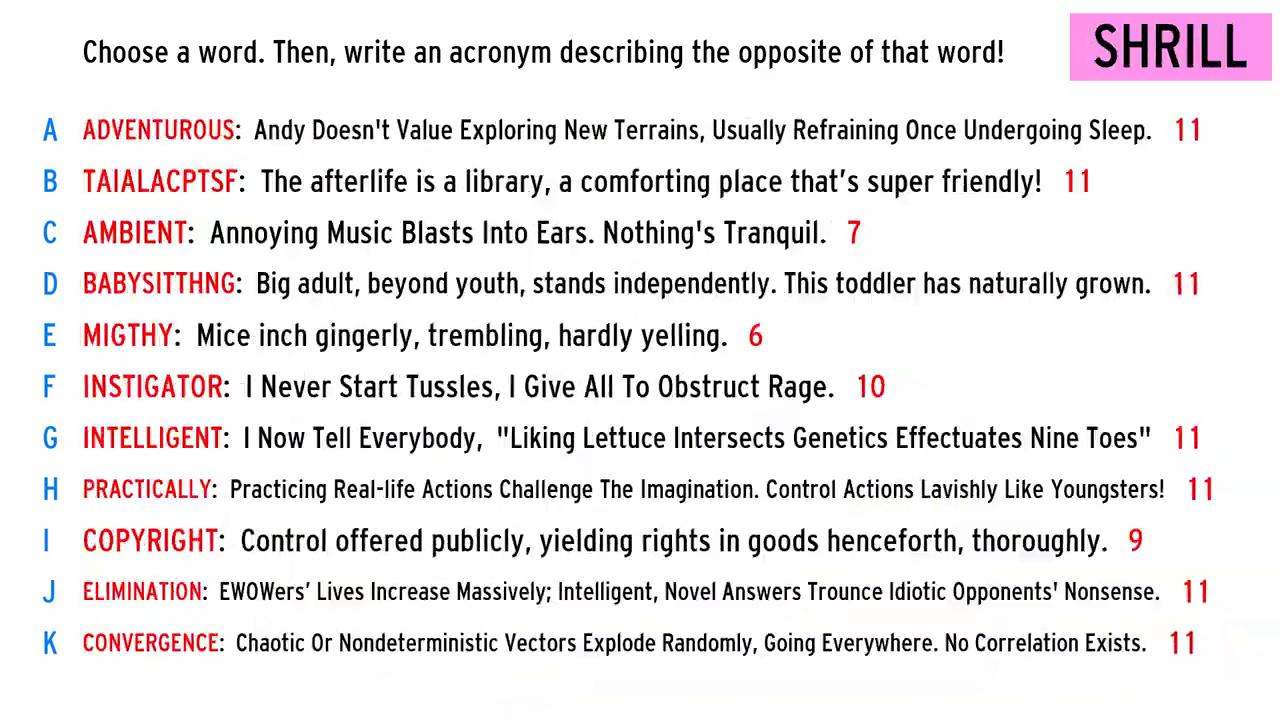 Choose a word. Then, write an acronym describing the opposite of that word!
SHRILL
A ADVENTUROUS: Andy Doesn't Value Exploring New Terrains, Usually Refraining Once Undergoing Sleep. 11
B TAIALACPTSF: The afterlife is a library, a comforting place that's super friendly! 11
C AMBIENT: Annoying Music Blasts Into Ears. Nothing's Tranquil. 7
D BABYSITTHNG: Big adult, beyond youth, stands independently. This toddler has naturally grown. 11
E MIGTHY: Mice inch gingerly, trembling, hardly yelling. 6
F INSTIGATOR: I Never Start Tussles, I Give All To Obstruct Rage. 10
G INTELLIGENT: I Now Tell Everybody, "Liking Lettuce Intersects Genetics Effectuates Nine Toes" 11
H PRACTICALLY: Practicing Real-life Actions Challenge The Imagination. Control Actions Lavishly Like Youngsters! 11
I COPYRIGHT: Control offered publicly, yielding rights in goods henceforth, thoroughly. 9
J ELIMINATION: EWOWers' Lives Increase Massively; Intelligent, Novel Answers Trounce Idiotic Opponents' Nonsense. 11
K CONVERGENCE: Chaotic Or Nondeterministic Vectors Explode Randomly, Going Everywhere. No Correlation Exists. 11